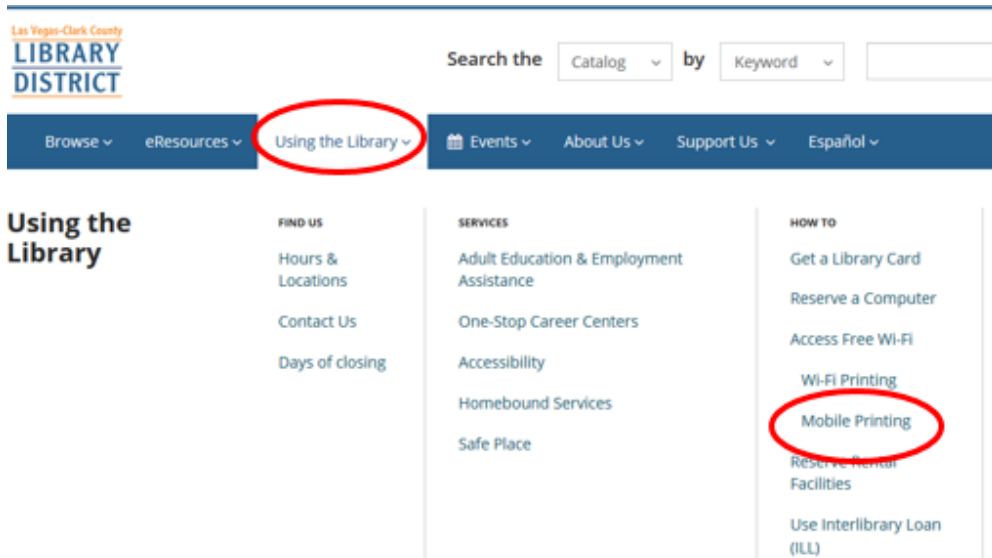 Las Vegas-Clark County
LIBRARY
DISTRICT
Search the Catalog by Keyword
Browse eResources Using the Library Events About Us Support Us Español
Using the
Library
FIND US
Hours &
Locations
Contact Us
Days of closing
SERVICES
Adult Education & Employment
Assistance
One-Stop Career Centers
Accessibility
Homebound Services
Safe Place
HOW TO
Get a Library Card
Reserve a Computer
Access Free Wi-Fi
Wi-Fi Printing
Mobile Printing
Reserve Rental
Facilities
Use Interlibrary Loan
(ILL)